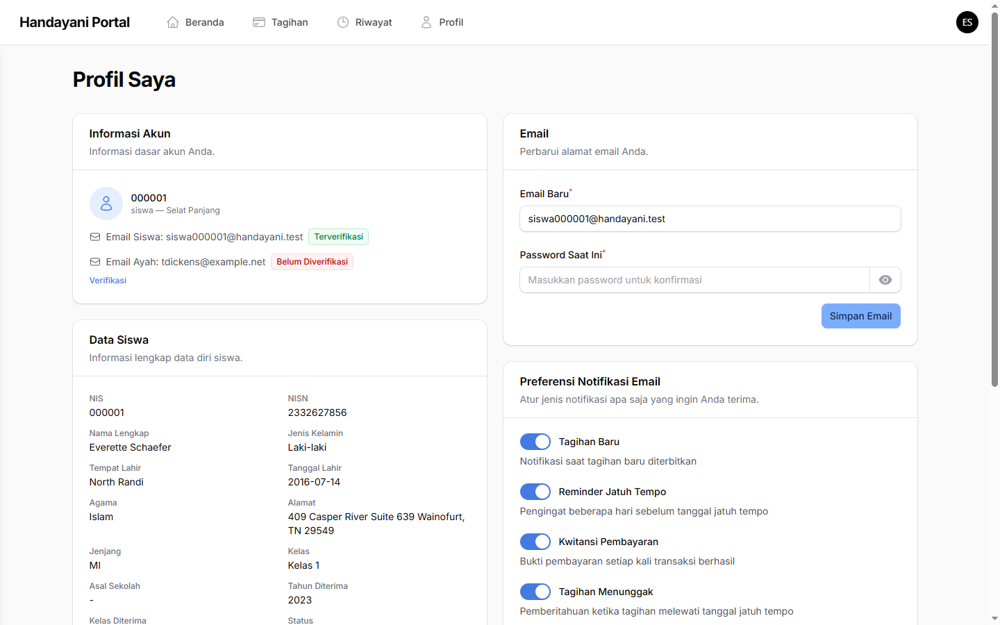 Handayani Portal
Beranda
Tagihan
Riwayat
Profil
ES
Profil Saya
Informasi Akun
Informasi dasar akun Anda.
000001
siswa — Selat Panjang
Email Siswa: siswa000001@handayani.test Terverifikasi
Email Ayah: tdickens@example.net Belum Diverifikasi
Verifikasi
Data Siswa
Informasi lengkap data diri siswa.
NIS
000001
NISN
2332627856
Nama Lengkap
Everette Schaefer
Jenis Kelamin
Laki-laki
Tempat Lahir
North Randi
Tanggal Lahir
2016-07-14
Agama
Islam
Alamat
409 Casper River Suite 639 Wainofurt,
TN 29549
Jenjang
MI
Kelas
Kelas 1
Asal Sekolah
-
Tahun Diterima
2023
Kelas Diterima
Status
Email
Perbarui alamat email Anda.
Email Baru*
siswa000001@handayani.test
Password Saat Ini*
Masukkan password untuk konfirmasi
Simpan Email
Preferensi Notifikasi Email
Atur jenis notifikasi apa saja yang ingin Anda terima.
Tagihan Baru
Notifikasi saat tagihan baru diterbitkan
Reminder Jatuh Tempo
Pengingat beberapa hari sebelum tanggal jatuh tempo
Kwitansi Pembayaran
Bukti pembayaran setiap kali transaksi berhasil
Tagihan Menunggak
Pemberitahuan ketika tagihan melewati tanggal jatuh tempo